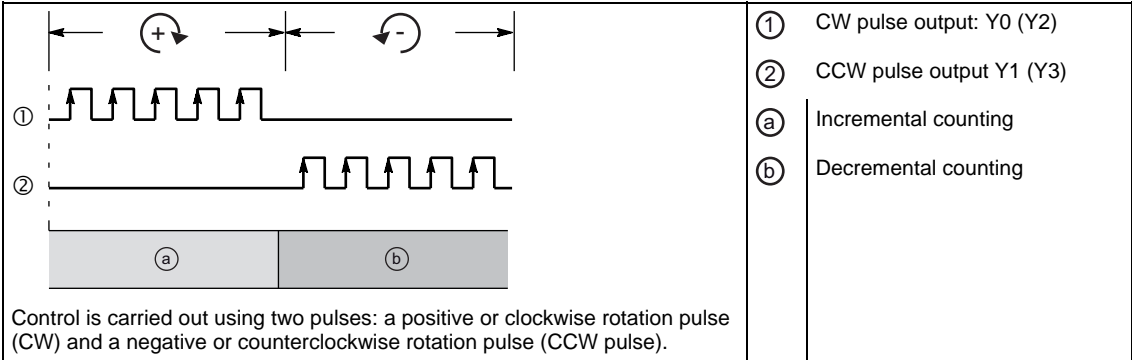 +
-
①
②
ⓐ
ⓑ
Control is carried out using two pulses: a positive or clockwise rotation pulse
(CW) and a negative or counterclockwise rotation pulse (CCW pulse).
① CW pulse output: Y0 (Y2)
② CCW pulse output Y1 (Y3)
ⓐ Incremental counting
ⓑ Decremental counting